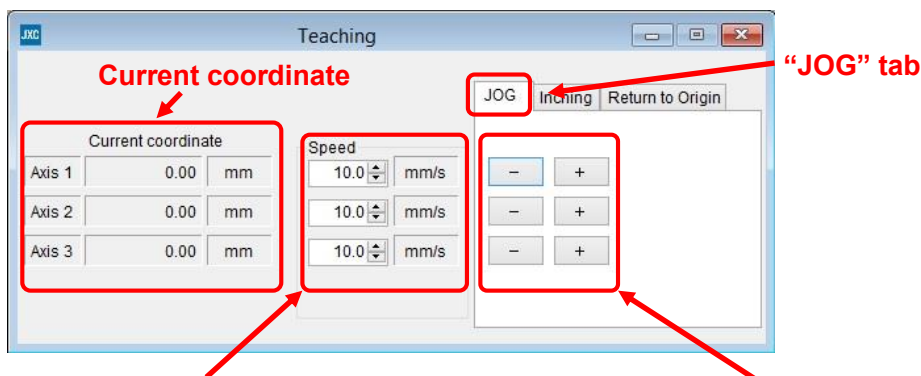 JXC Teaching
Current coordinate
"JOG" tab
JOG Inching Return to Origin
Current coordinate Speed
Axis 1 0.00 mm 10.0 mm/s − +
Axis 2 0.00 mm 10.0 mm/s − +
Axis 3 0.00 mm 10.0 mm/s − +